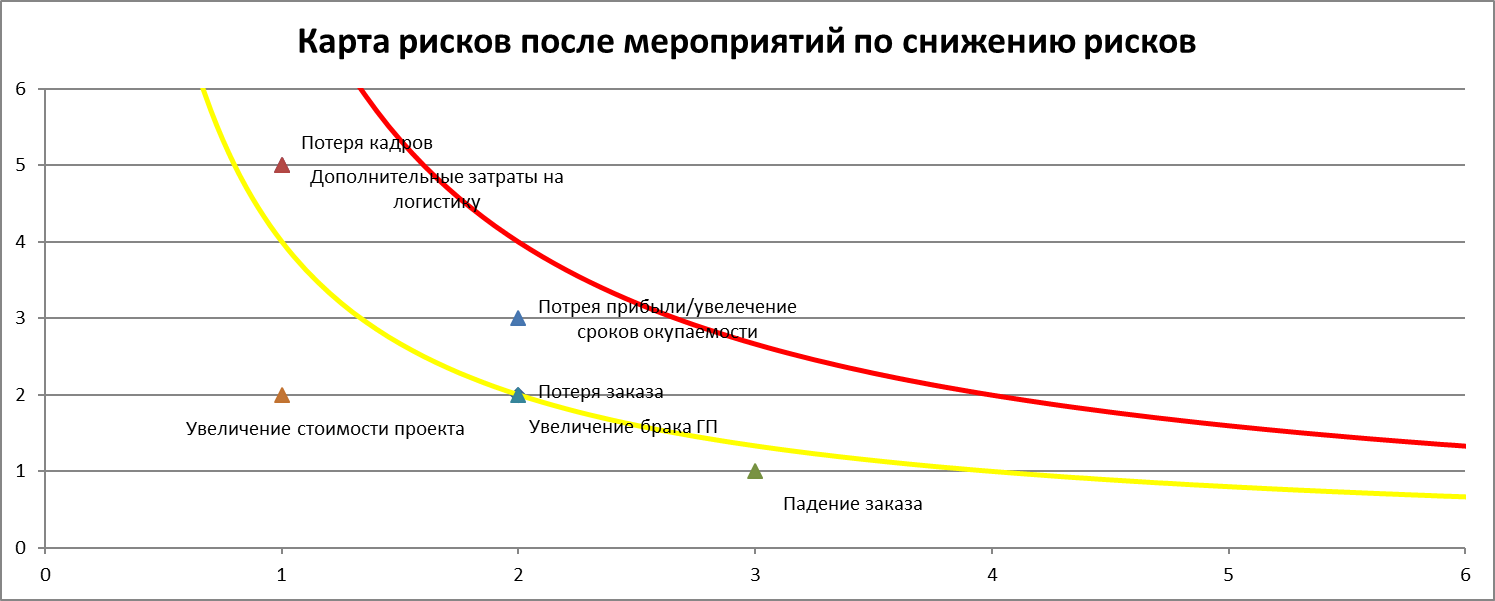 Карта рисков после мероприятий по снижению рисков
6
5
4
3
2
1
0
Потеря кадров
Дополнительные затраты на
логистику
Потрея прибыли/увелечение
сроков окупаемости
Потеря заказа
Увеличение брака ГП
Увеличение стоимости проекта
Падение заказа
0 1 2 3 4 5 6